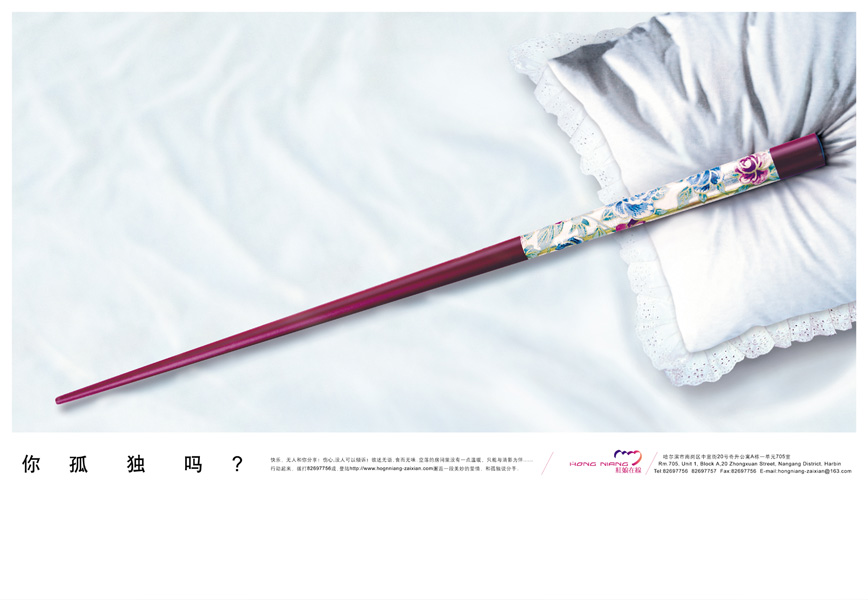 你孤独吗？
快乐，无人和你分享！伤心，没人可以倾诉！寝迷无语，食而无味，空荡的房间里没有一点温暖，只能与清影为伴……
行动起来，拨打82697756或 登陆http://www.hognniang-zaixian.com邂逅一段美妙的爱情，和孤独说分手。
HONG NIANG
红娘在線
哈尔滨市南岗区中宣街20号奇升公寓A栋一单元705室
Rm 705, Unit 1, Block A,20 Zhongxuan Street, Nangang District, Harbin
Tel:82697756 82697757 Fax:82697756 E-mail:hongniang-zaixian@163.com